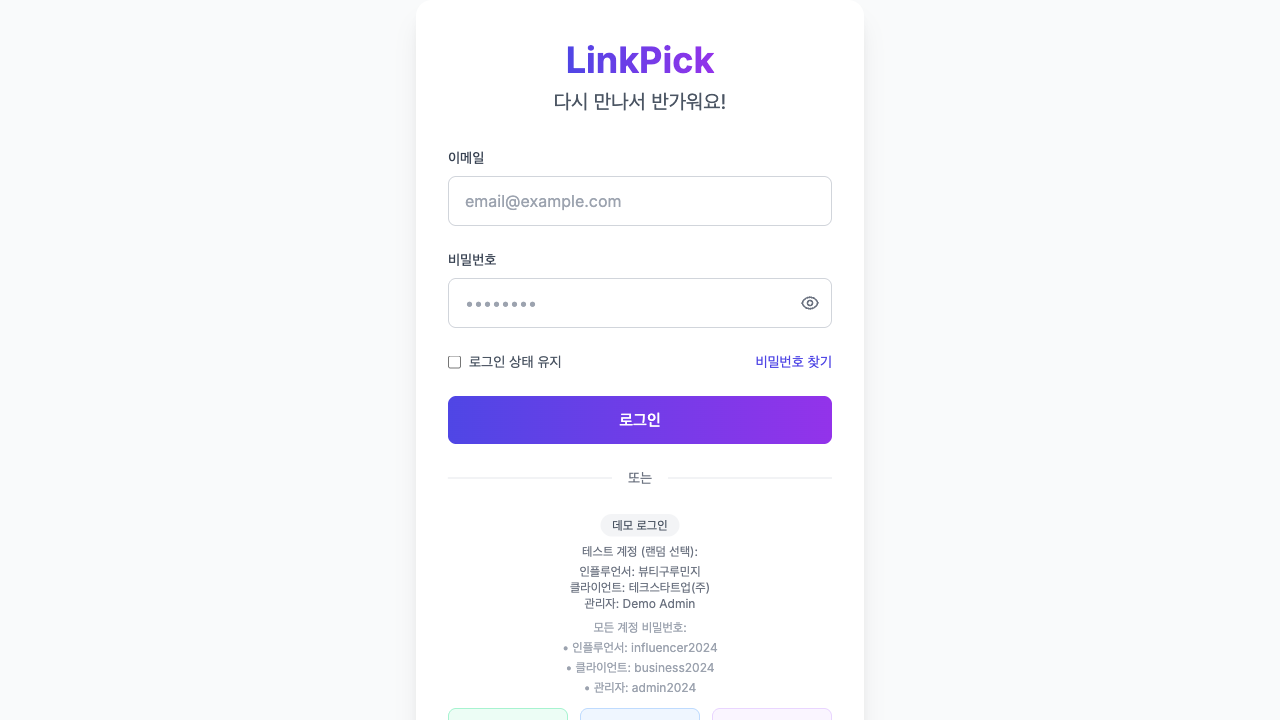 LinkPick
다시 만나서 반가워요!
이메일
email@example.com
비밀번호
••••••••
로그인 상태 유지
비밀번호 찾기
로그인
또는
데모 로그인
테스트 계정 (랜덤 선택):
인플루언서: 뷰티구루민지
클라이언트: 테크스타트업(주)
관리자: Demo Admin
모든 계정 비밀번호:
• 인플루언서: influencer2024
• 클라이언트: business2024
• 관리자: admin2024